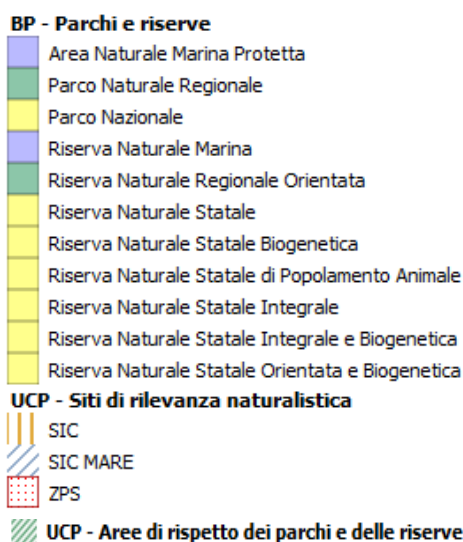 BP - Parchi e riserve
Area Naturale Marina Protetta
Parco Naturale Regionale
Parco Nazionale
Riserva Naturale Marina
Riserva Naturale Regionale Orientata
Riserva Naturale Statale
Riserva Naturale Statale Biogenetica
Riserva Naturale Statale di Popolamento Animale
Riserva Naturale Statale Integrale
Riserva Naturale Statale Integrale e Biogenetica
Riserva Naturale Statale Orientata e Biogenetica
UCP - Siti di rilevanza naturalistica
SIC
SIC MARE
ZPS
UCP - Aree di rispetto dei parchi e delle riserve